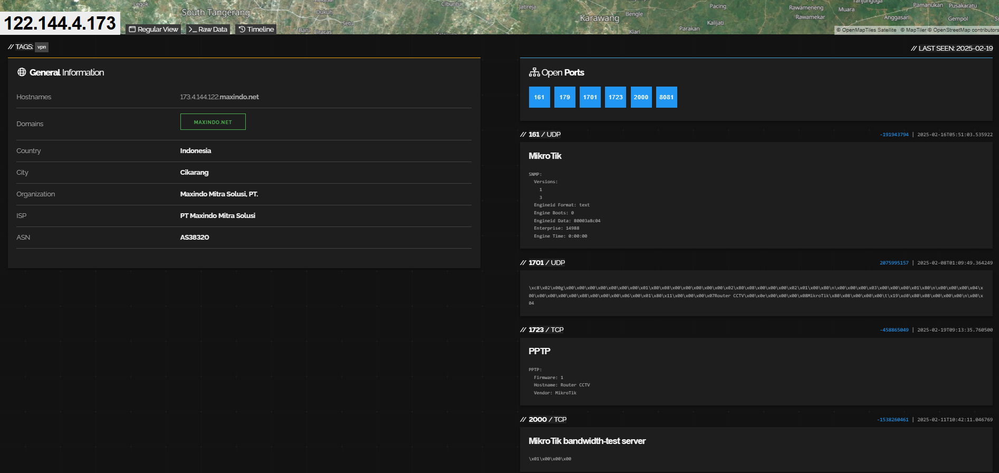 Legok
South Tangerang
Dukuh
Setu
Baru
Ciracas
Cibuntu
Jatireja
Karawang
Bengle
Klari
Parakan
Pacing
Kalijati
Rawameneng
Rawamekar
Muara
Anggasari
Pamanukan
Pusakaratu
Gempol
© OpenMapTiles Satellite © MapTiler © OpenStreetMap contributors
122.144.4.173
Regular View
>_ Raw Data
Timeline
// TAGS: vpn
// LAST SEEN: 2025-02-19
General Information
Hostnames 173.4.144.122.maxindo.net
Domains MAXINDO.NET
Country Indonesia
City Cikarang
Organization Maxindo Mitra Solusi, PT.
ISP PT Maxindo Mitra Solusi
ASN AS38320
Open Ports
161 179 1701 1723 2000 8081
// 161 / UDP
-191943794 | 2025-02-16T05:51:03.535922
MikroTik
SNMP:
Versions:
1
3
Engineid Format: text
Engine Boots: 0
Engineid Data: 80003a8c04
Enterprise: 14988
Engine Time: 0:00:00
// 1701 / UDP
2075995157 | 2025-02-08T01:09:49.364249
\xc8\x02\x00g\x00\x00\x00\x00\x00\x00\x00\x01\x80\x08\x00\x00\x00\x00\x00\x02\x80\x08\x00\x00\x00\x02\x01\x00\x80\n\x00\x00\x00\x03\x00\x00\x00\x01\x80\n\x00\x00\x00\x04\x
00\x00\x00\x00\x00\x08\x00\x00\x00\x06\x00\x01\x80\x11\x00\x00\x00\x07Router CCTV\x00\x0e\x00\x00\x00\x08MikroTik\x80\x08\x00\x00\x00\t\x19\xd0\x80\x08\x00\x00\x00\n\x00\x
04
// 1723 / TCP
-458865049 | 2025-02-19T09:13:35.760500
PPTP
PPTP:
Firmware: 1
Hostname: Router CCTV
Vendor: MikroTik
// 2000 / TCP
-1538260461 | 2025-02-11T10:42:11.046769
MikroTik bandwidth-test server
\x01\x00\x00\x00